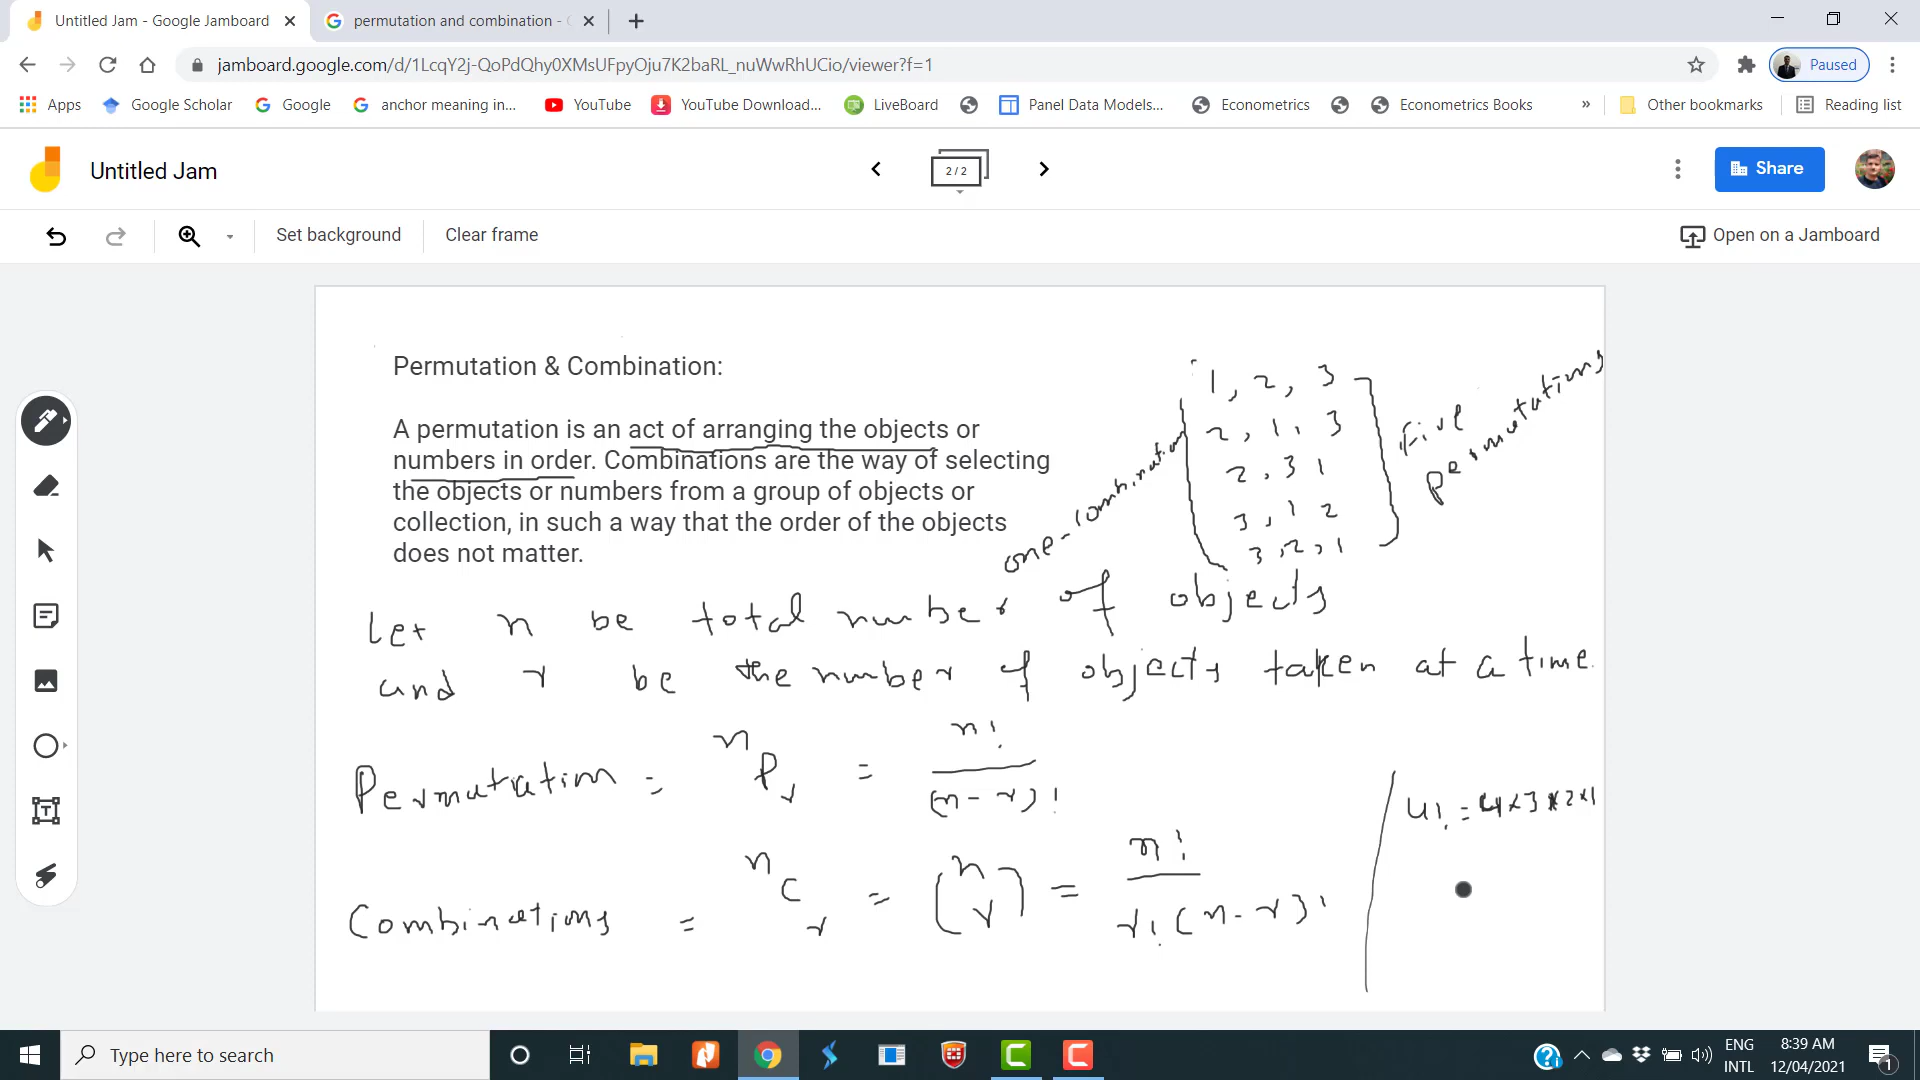 Untitled Jam - Google Jamboard
permutation and combination -
jamboard.google.com/d/1LcqY2j-QoPdQhy0XMsUFpyOju7K2baRL_nuWwRhUCio/viewer?f=1
Paused
Apps
Google Scholar
Google
anchor meaning in...
YouTube
YouTube Download...
LiveBoard
Panel Data Models...
Econometrics
Econometrics Books
»
Other bookmarks
Reading list
Untitled Jam
2 / 2
Share
Set background
Clear frame
Open on a Jamboard
Permutation & Combination:
A permutation is an act of arranging the objects or
numbers in order. Combinations are the way of selecting
the objects or numbers from a group of objects or
collection, in such a way that the order of the objects
does not matter.
one-combination
1, 2, 3
2, 1, 3
2, 3 1
3, 1 2
3, 2, 1
five
permutations
Let n be total number of objects
and r be the number of objects taken at a time.
Permutation = nPr = n! / (n-r)!
4! = 4x3x2x1
Combinations = nCr = (n r) = n! / r!(n-r)!
Type here to search
ENG
INTL
8:39 AM
12/04/2021
1